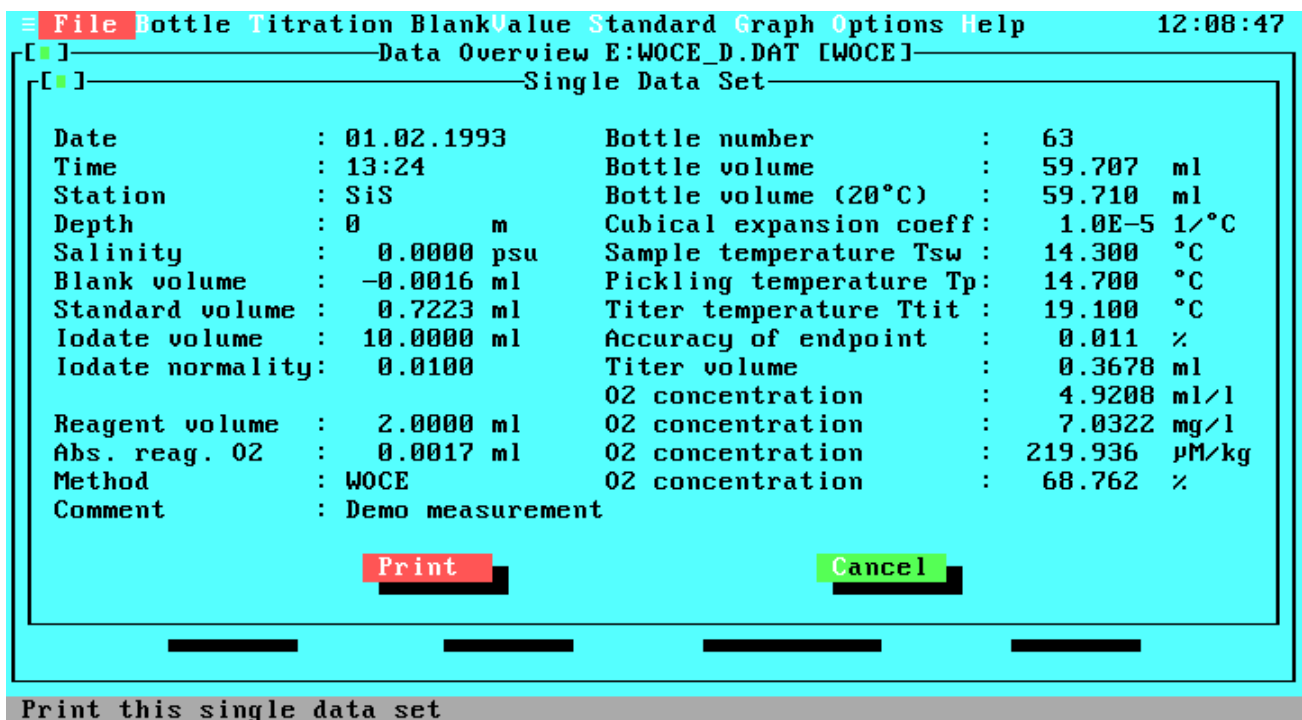 ≡ File Bottle Titration BlankValue Standard Graph Options Help 12:08:47
[▪] Data Overview E:WOCE_D.DAT [WOCE]
[▪] Single Data Set
Date : 01.02.1993 Bottle number : 63
Time : 13:24 Bottle volume : 59.707 ml
Station : SiS Bottle volume (20°C) : 59.710 ml
Depth : 0 m Cubical expansion coeff: 1.0E-5 1/°C
Salinity : 0.0000 psu Sample temperature Tsw : 14.300 °C
Blank volume : -0.0016 ml Pickling temperature Tp: 14.700 °C
Standard volume : 0.7223 ml Titer temperature Ttit : 19.100 °C
Iodate volume : 10.0000 ml Accuracy of endpoint : 0.011 %
Iodate normality: 0.0100 Titer volume : 0.3678 ml
O2 concentration : 4.9208 ml/l
Reagent volume : 2.0000 ml O2 concentration : 7.0322 mg/l
Abs. reag. O2 : 0.0017 ml O2 concentration : 219.936 µM/kg
Method : WOCE O2 concentration : 68.762 %
Comment : Demo measurement
Print Cancel
Print this single data set